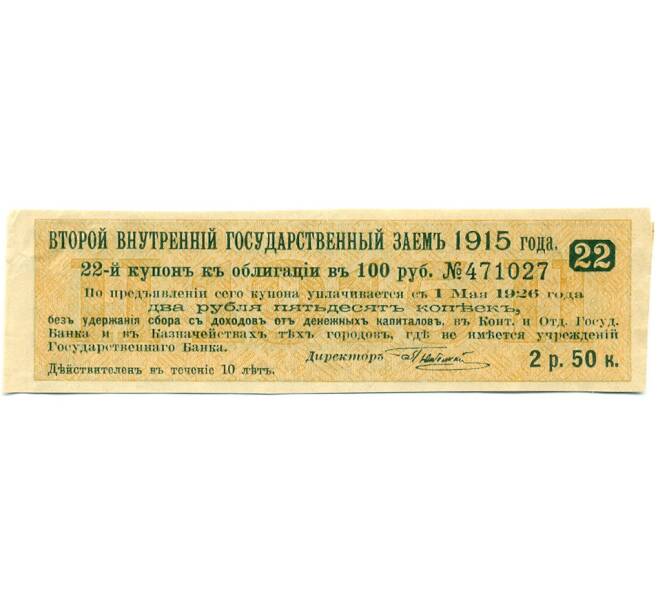 ВТОРОЙ ВНУТРЕННІЙ ГОСУДАРСТВЕННЫЙ ЗАЕМЪ 1915 года.
22
22-й купонъ къ облигаціи въ 100 руб. №471027
По предъявленіи сего купона уплачивается съ 1 Мая 1926 года
два рубля пятьдесятъ копѣекъ,
безъ удержанія сбора съ доходовъ отъ денежныхъ капиталовъ, въ Конт. и Отд. Госуд.
Банка и въ Казначействахъ тѣхъ городовъ, гдѣ не имѣется учрежденій
Государственнаго Банка.
Директоръ
2 р. 50 к.
Дѣйствителенъ въ теченіе 10 лѣтъ.